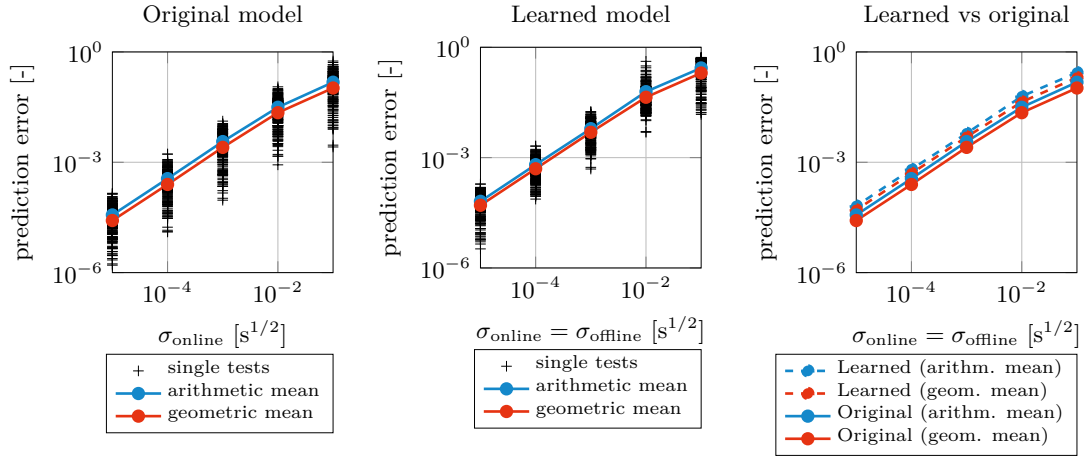 Original model
prediction error [-]
10^0
10^{-3}
10^{-6}
10^{-4}
10^{-2}
σ_online [s^{1/2}]
single tests
arithmetic mean
geometric mean
Learned model
prediction error [-]
10^0
10^{-3}
10^{-6}
10^{-4}
10^{-2}
σ_online = σ_offline [s^{1/2}]
single tests
arithmetic mean
geometric mean
Learned vs original
prediction error [-]
10^0
10^{-3}
10^{-6}
10^{-4}
10^{-2}
σ_online = σ_offline [s^{1/2}]
Learned (arithm. mean)
Learned (geom. mean)
Original (arithm. mean)
Original (geom. mean)